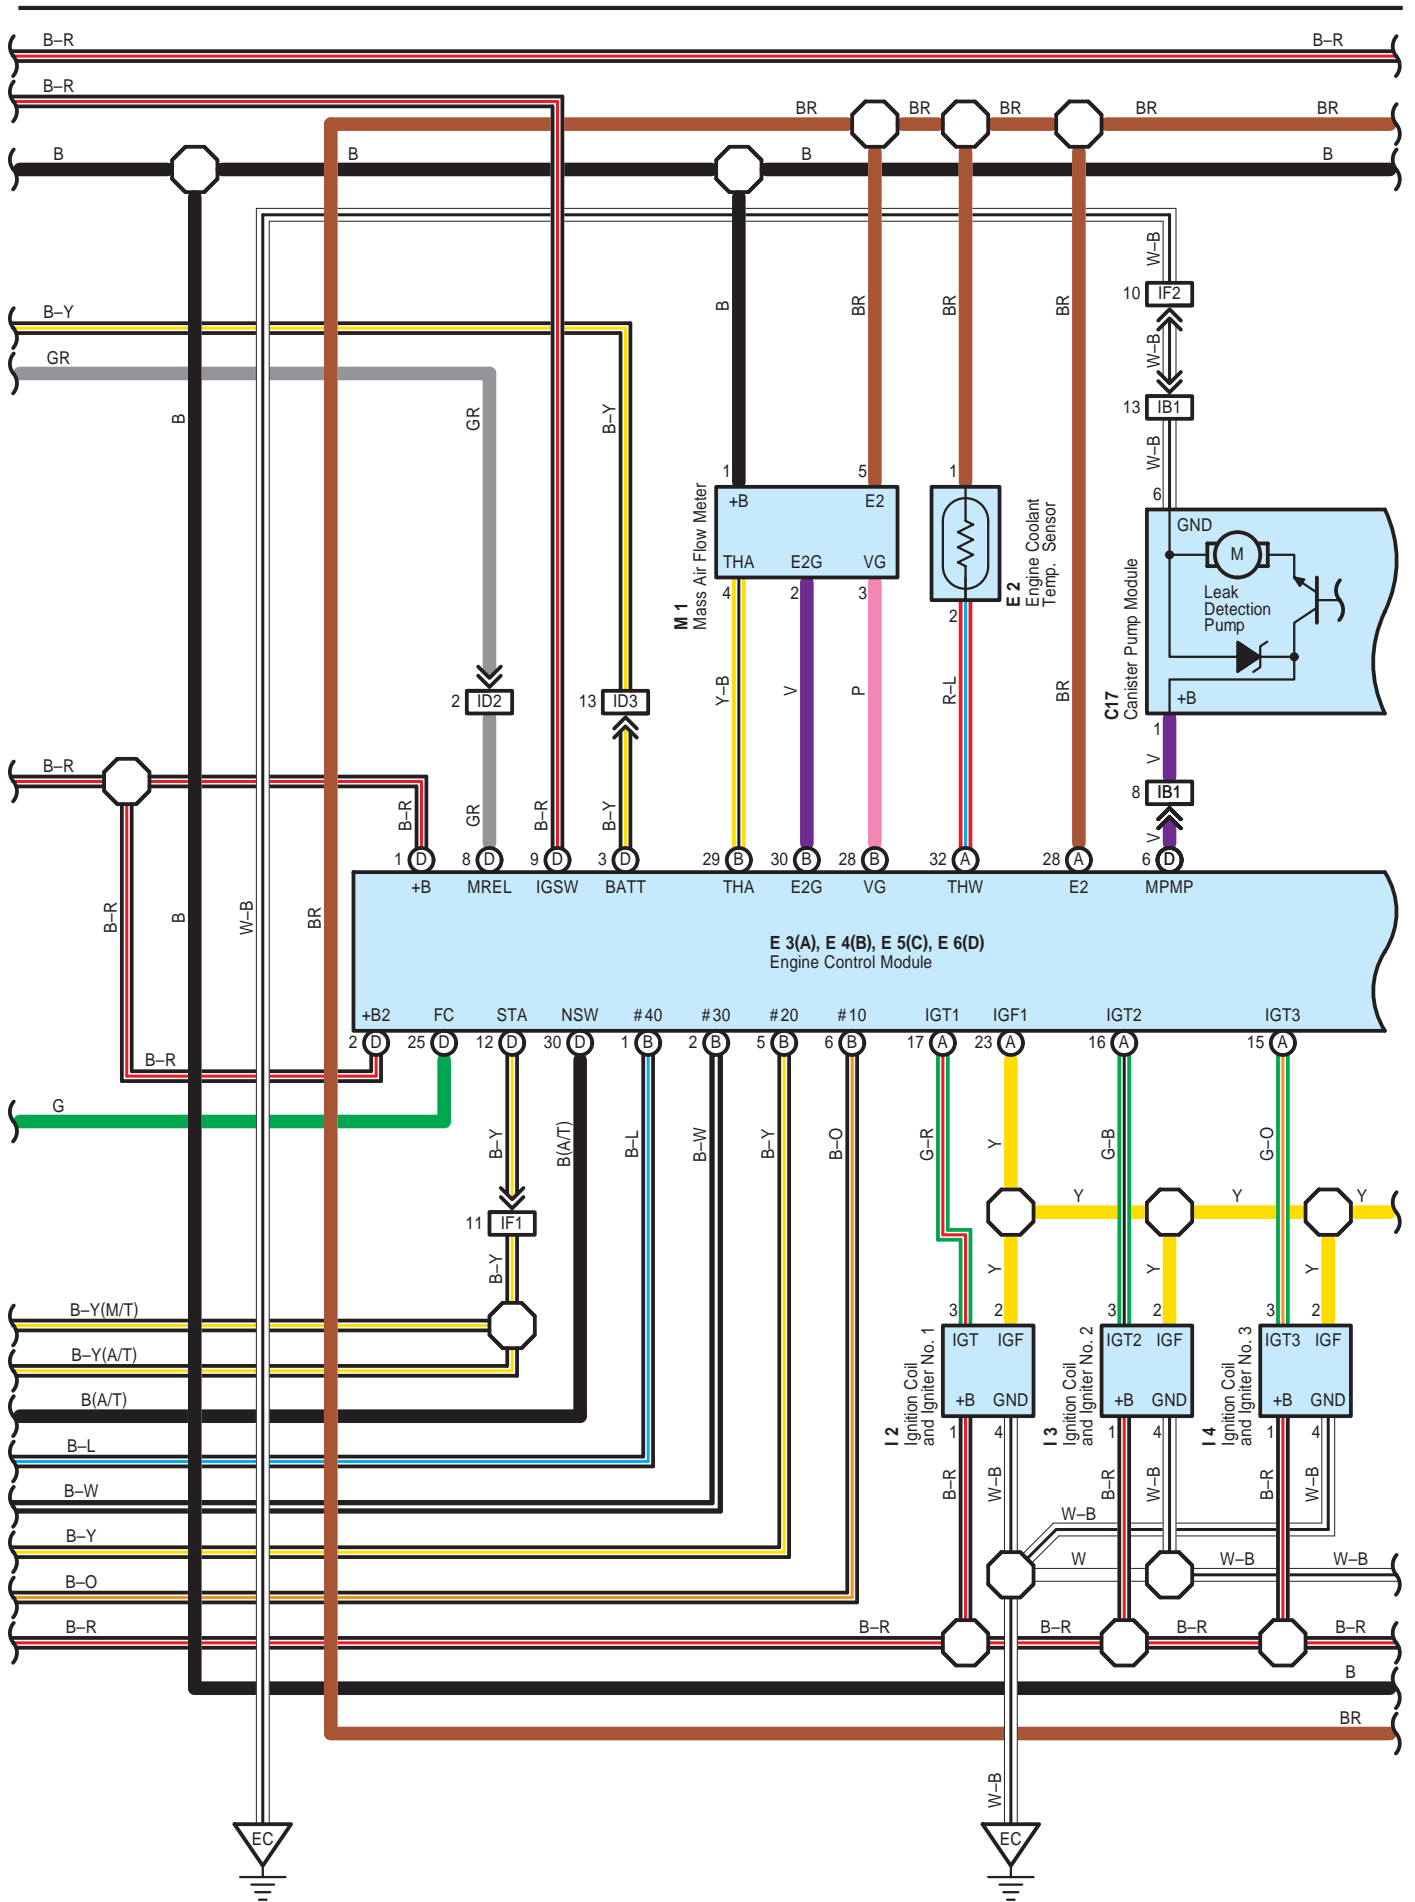 B–R B–R
B–R
BR BR BR BR BR
B B B B
W–B
10 IF2
B BR BR BR
B–Y
W–B
GR
B GR B–Y
13 IB1
W–B
1 5 1 6
+B E2
GND
M
THA E2G VG
4 2 3 2
M 1
Mass Air Flow Meter
E 2
Engine Coolant
Temp. Sensor
Leak
Detection
Pump
C17
Canister Pump Module
2 ID2 13 ID3
Y–B V P R–L BR
+B
1
V
B–R
8 IB1
B–R GR B–R B–Y V
1 D 8 D 9 D 3 D 29 B 30 B 28 B 32 A 28 A 6 D
+B MREL IGSW BATT THA E2G VG THW E2 MPMP
B–R B W–B BR
E 3(A), E 4(B), E 5(C), E 6(D)
Engine Control Module
+B2 FC STA NSW #40 #30 #20 #10 IGT1 IGF1 IGT2 IGT3
2 D 25 D 12 D 30 D 1 B 2 B 5 B 6 B 17 A 23 A 16 A 15 A
B–R
G
B–Y B(A/T) B–L B–W B–Y B–O G–R Y G–B G–O
Y Y Y
11 IF1
B–Y Y Y Y
B–Y(M/T)
3 2 3 2 3 2
IGT IGF IGT2 IGF IGT3 IGF
B–Y(A/T)
B(A/T)
+B GND +B GND +B GND
1 4 1 4 1 4
I 2
Ignition Coil
and Igniter No. 1
I 3
Ignition Coil
and Igniter No. 2
I 4
Ignition Coil
and Igniter No. 3
B–L
B–R W–B B–R W–B B–R W–B
B–W
W–B
B–Y
W W–B W–B
B–O
B–R B–R B–R B–R B–R
B
BR
W–B
EC EC